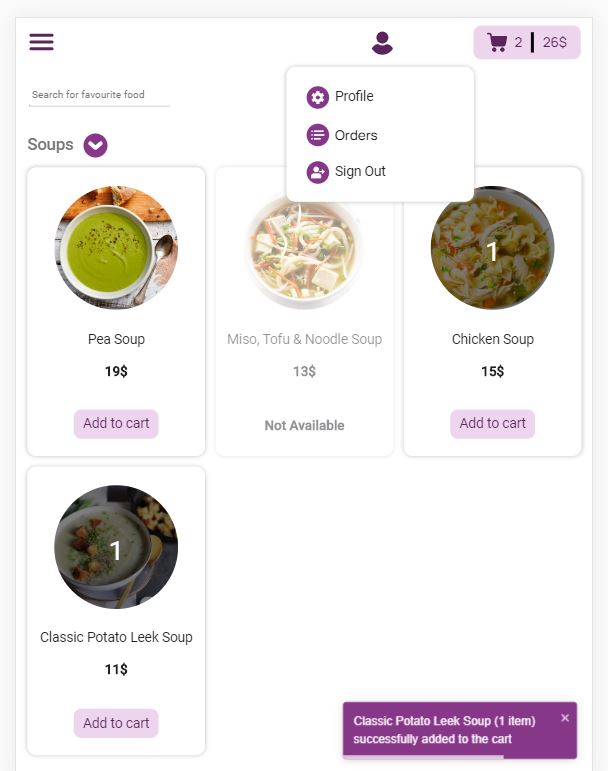 2 | 26$
Search for favourite food
Profile
Orders
Sign Out
Soups
1
Pea Soup
Miso, Tofu & Noodle Soup
Chicken Soup
19$
13$
15$
Add to cart
Not Available
Add to cart
1
Classic Potato Leek Soup
11$
Add to cart
Classic Potato Leek Soup (1 item)
successfully added to the cart